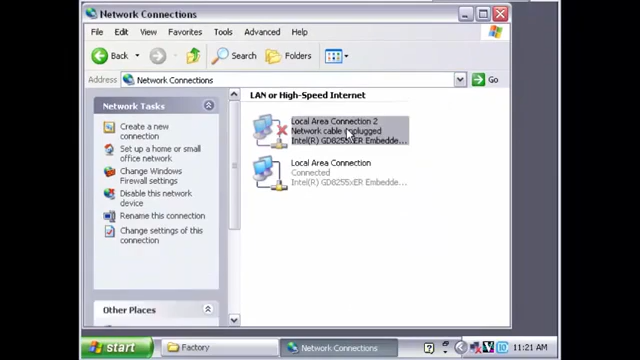 Network Connections
File Edit View Favorites Tools Advanced Help
Back Search Folders
Address Network Connections Go
Network Tasks
Create a new
connection
Set up a home or small
office network
Change Windows
Firewall settings
Disable this network
device
Rename this connection
Change settings of this
connection
Other Places
LAN or High-Speed Internet
Local Area Connection 2
Network cable unplugged
Intel(R) GD8255xER Embedde...
Local Area Connection
Connected
Intel(R) GD8255xER Embedde...
start Factory Network Connections 11:21 AM